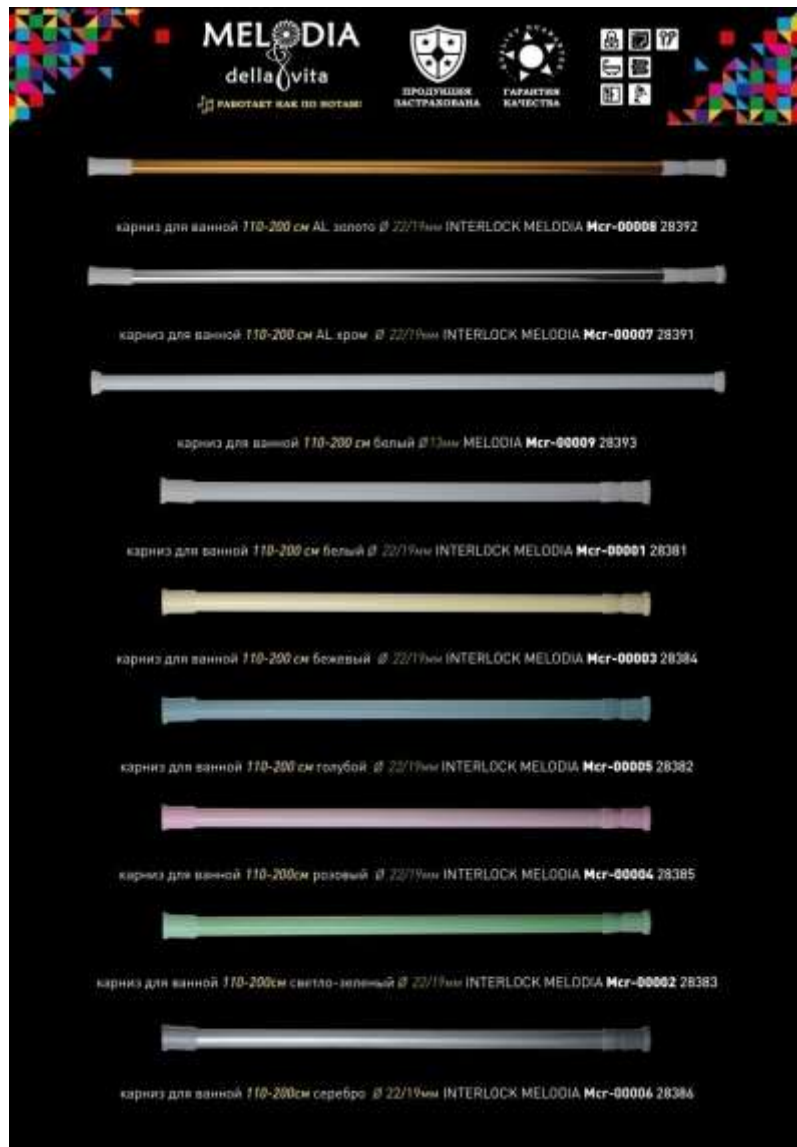 MELODIA
della vita
РАБОТАЕТ КАК ПО НОТАМ!
ПРОДУКЦИЯ
ЗАСТРАХОВАНА
QUALITY GUARANTEE
ГАРАНТИЯ
КАЧЕСТВА
карниз для ванной 110-200 см AL золото Ø 22/19мм INTERLOCK MELODIA Mcr-00008 28392
карниз для ванной 110-200 см AL хром Ø 22/19мм INTERLOCK MELODIA Mcr-00007 28391
карниз для ванной 110-200 см белый Ø13мм MELODIA Mcr-00009 28393
карниз для ванной 110-200 см белый Ø 22/19мм INTERLOCK MELODIA Mcr-00001 28381
карниз для ванной 110-200 см бежевый Ø 22/19мм INTERLOCK MELODIA Mcr-00003 28384
карниз для ванной 110-200 см голубой Ø 22/19мм INTERLOCK MELODIA Mcr-00005 28382
карниз для ванной 110-200см розовый Ø 22/19мм INTERLOCK MELODIA Mcr-00004 28385
карниз для ванной 110-200см светло-зеленый Ø 22/19мм INTERLOCK MELODIA Mcr-00002 28383
карниз для ванной 110-200см серебро Ø 22/19мм INTERLOCK MELODIA Mcr-00006 28386